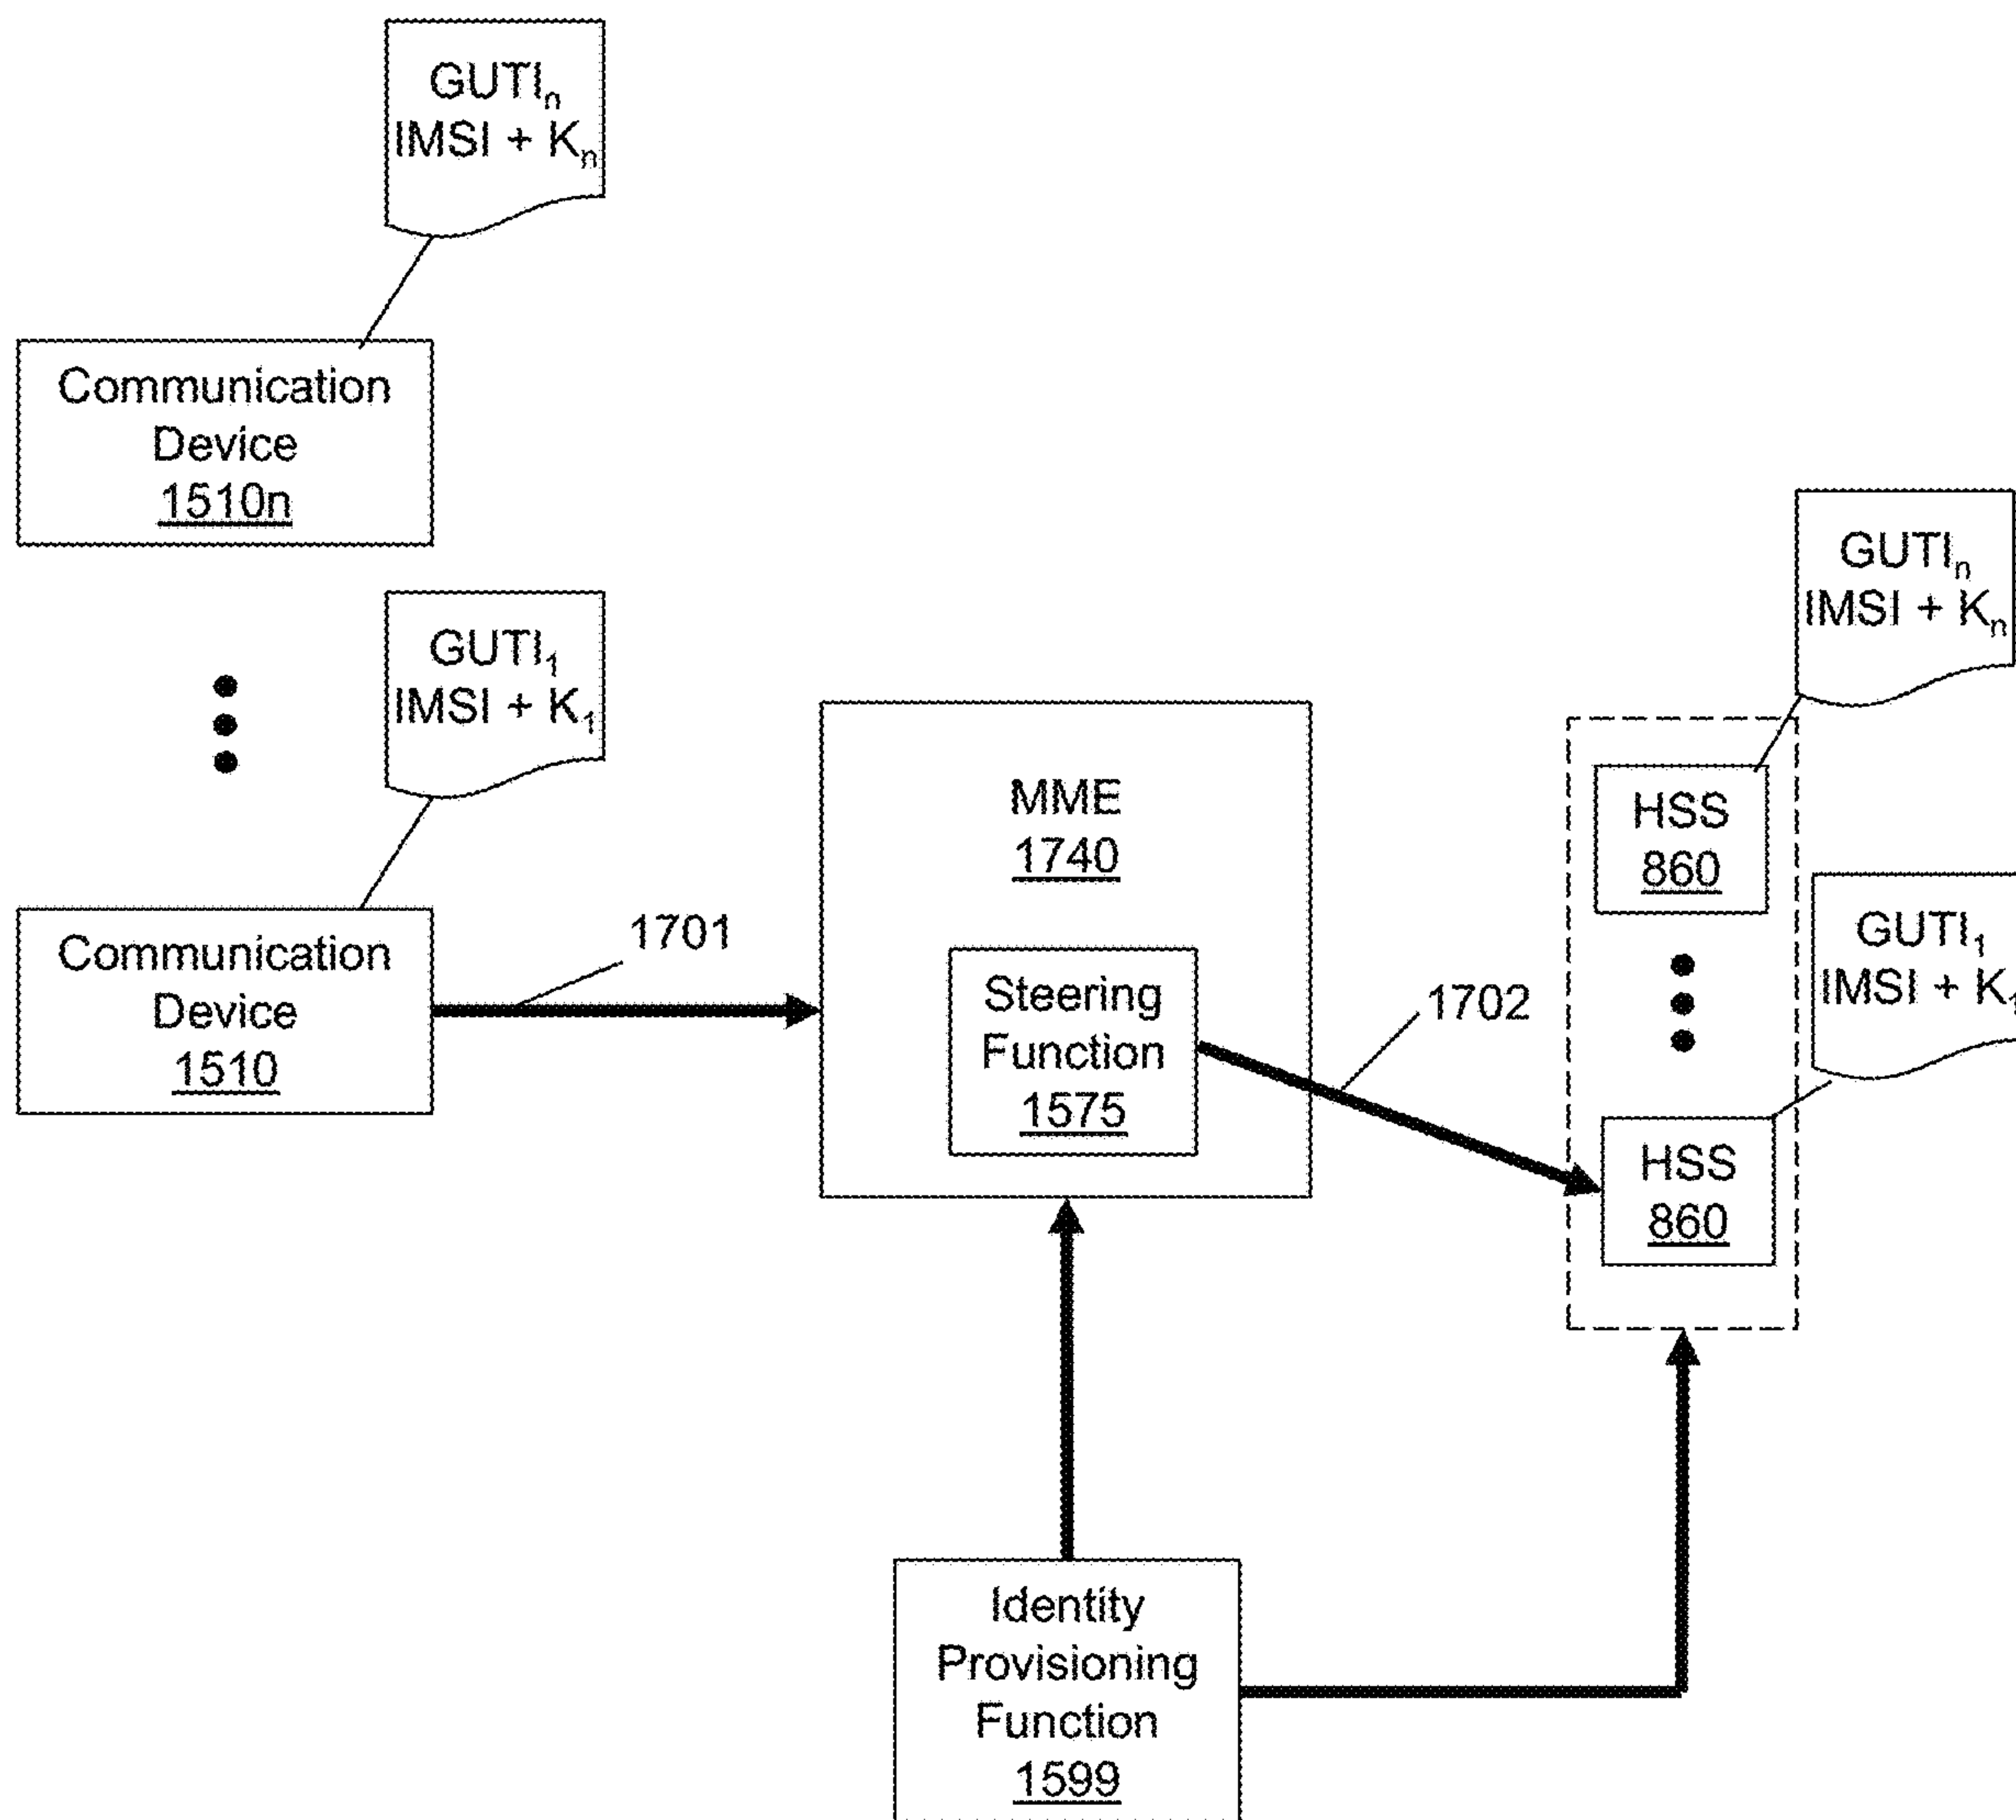 GUTIₙ
IMSI + Kₙ
Communication
Device
1510n
GUTIₙ
IMSI + Kₙ
GUTI₁
IMSI + K₁
MME
1740
HSS
860
GUTI₁
IMSI + K₁
Communication
Device
1510
1701
Steering
Function
1575
1702
HSS
860
Identity
Provisioning
Function
1599